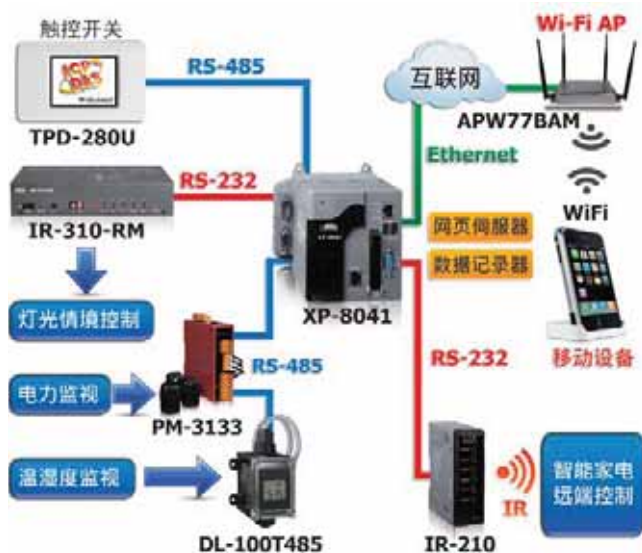 触控开关
TPD-280U
RS-485
互联网
Wi-Fi AP
APW77BAM
Ethernet
RS-232
IR-310-RM
WiFi
网页伺服器
数据记录器
XP-8041
灯光情境控制
移动设备
RS-485
RS-232
电力监视
PM-3133
温湿度监视
DL-100T485
IR
IR-210
智能家电
远端控制